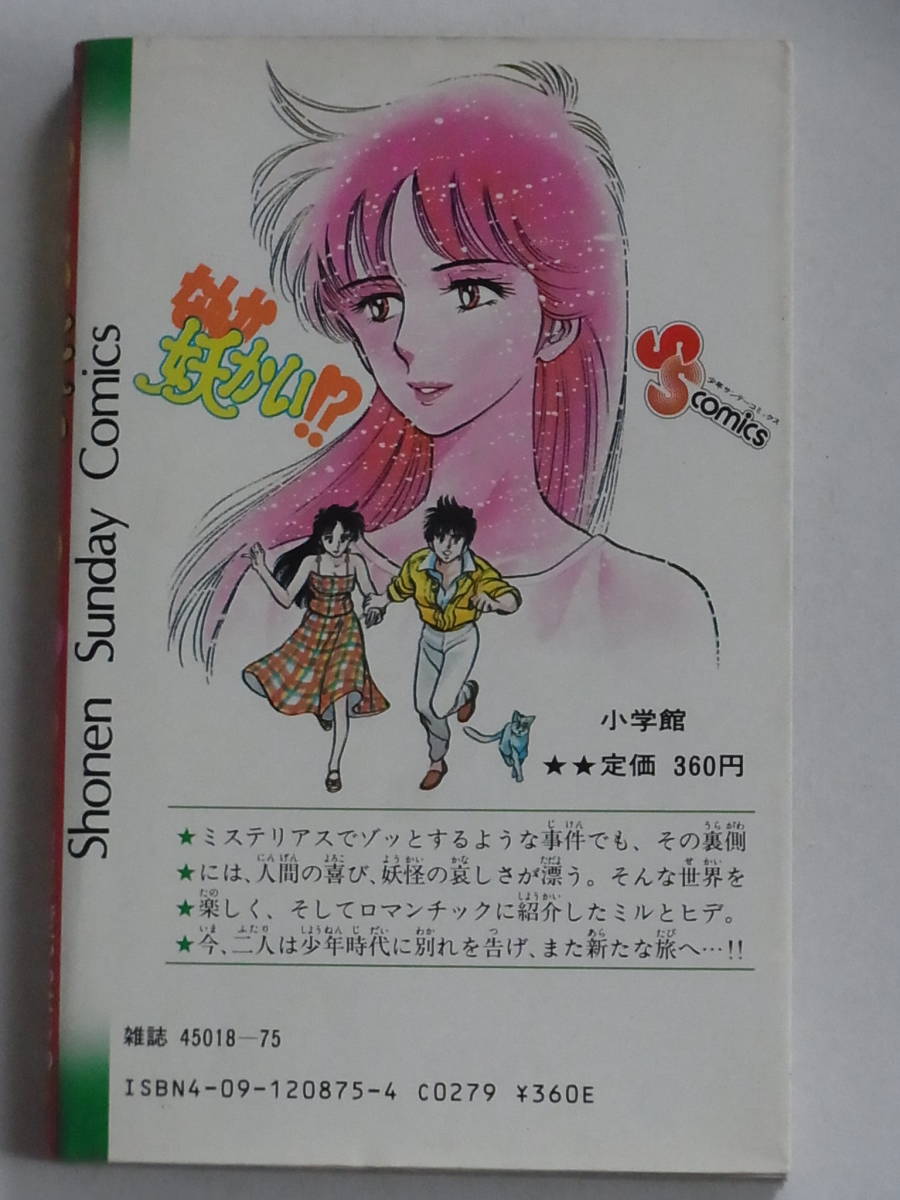 Shonen Sunday Comics
なんか
妖かい!?
SS
少年サンデーコミックス
comics
小学館
★★定価 360円
★ミステリアスでゾッとするような事件でも、その裏側
★には、人間の喜び、妖怪の哀しさが漂う。そんな世界を
★楽しく、そしてロマンチックに紹介したミルとヒデ。
★今、二人は少年時代に別れを告げ、また新たな旅へ…!!
雑誌 45018-75
ISBN4-09-120875-4 C0279 ¥360E